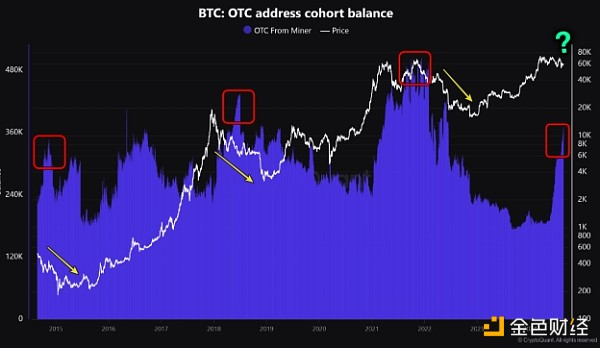 BTC: OTC address cohort balance
OTC From Miner
Price
?
480K
360K
240K
120K
0
80K
60K
40K
20K
10K
8K
6K
4K
2K
1K
800
600
400
200
100
2015
2016
2017
2018
2019
2020
2021
2022
金色财经
© CryptoQuant. All rights reserved